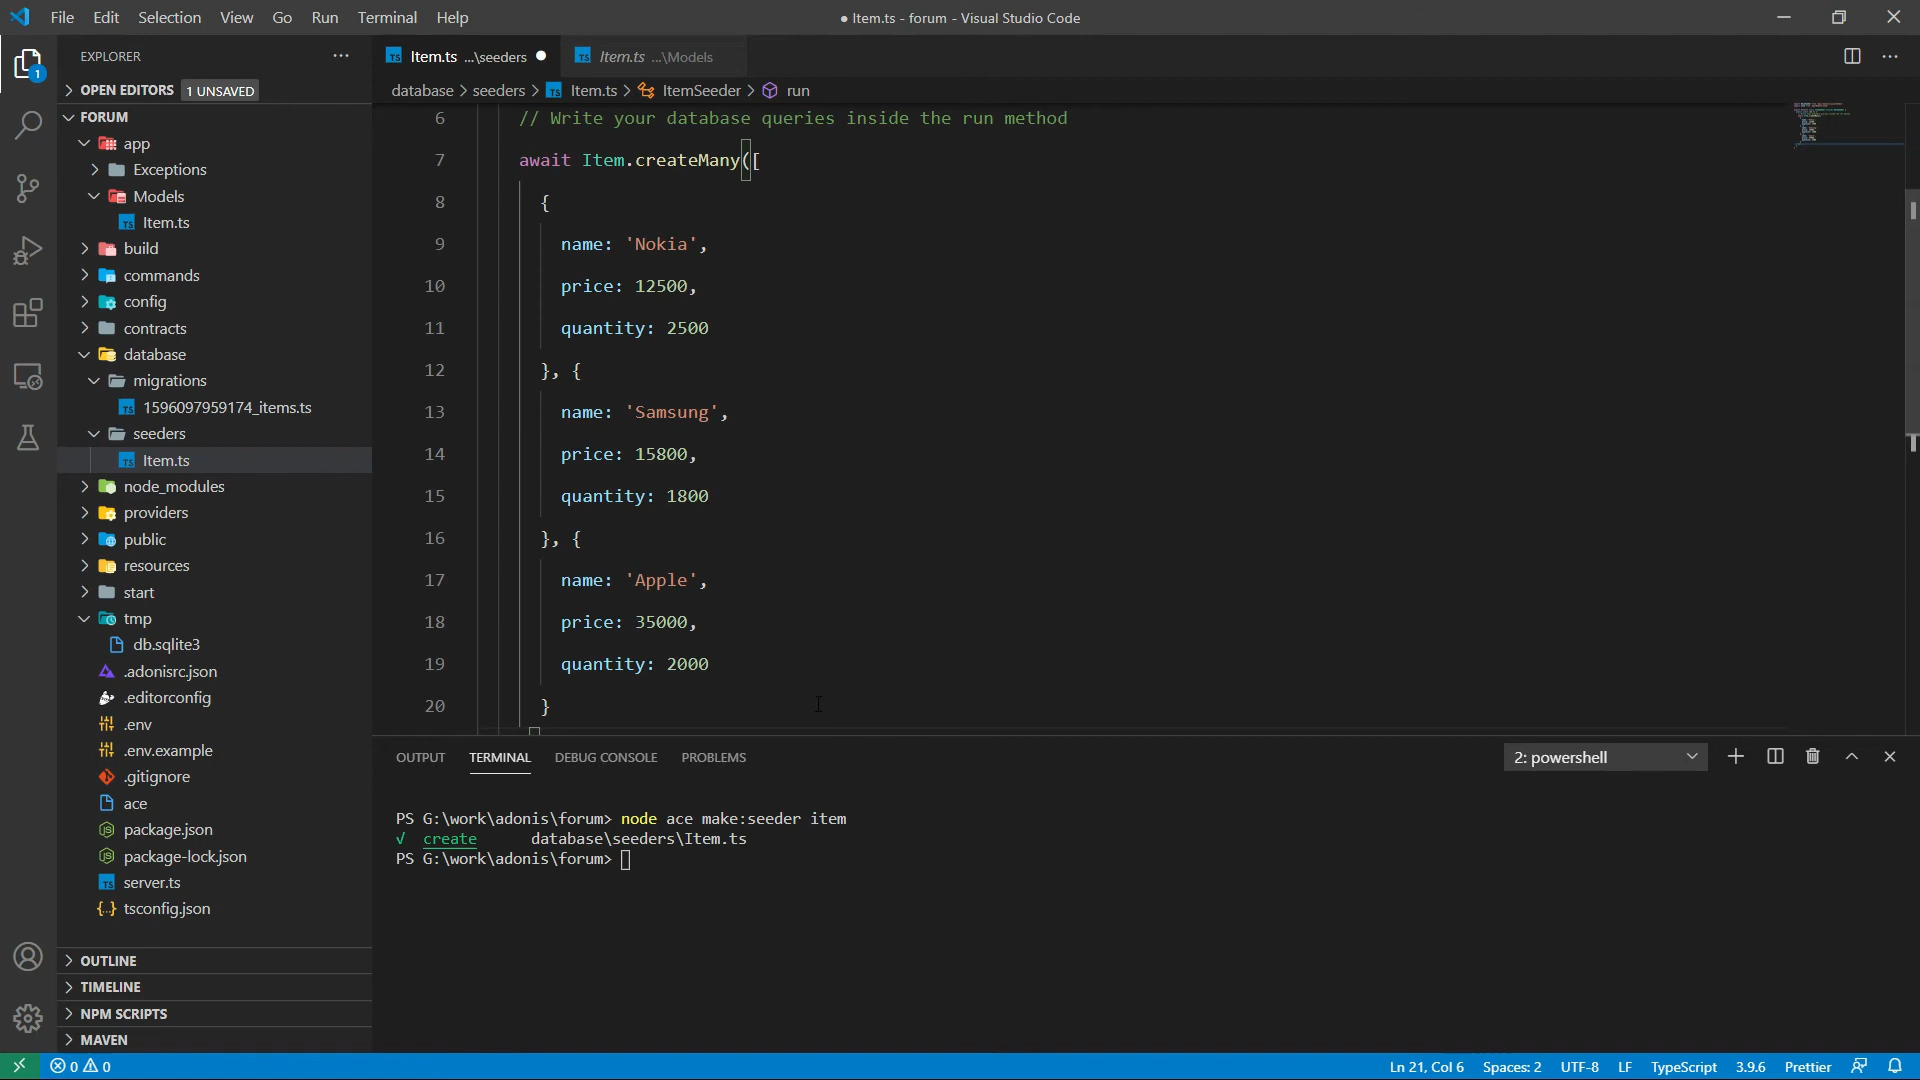 File Edit Selection View Go Run Terminal Help
● Item.ts - forum - Visual Studio Code
EXPLORER
OPEN EDITORS 1 UNSAVED
FORUM
app
Exceptions
Models
Item.ts
build
commands
config
contracts
database
migrations
1596097959174_items.ts
seeders
Item.ts
node_modules
providers
public
resources
start
tmp
db.sqlite3
.adonisrc.json
.editorconfig
.env
.env.example
.gitignore
ace
package.json
package-lock.json
server.ts
tsconfig.json
OUTLINE
TIMELINE
NPM SCRIPTS
MAVEN
1
TS Item.ts ...\seeders ●
TS Item.ts ...\Models
database > seeders > TS Item.ts > ItemSeeder > run
6 // Write your database queries inside the run method
7 await Item.createMany([
8 {
9 name: 'Nokia',
10 price: 12500,
11 quantity: 2500
12 }, {
13 name: 'Samsung',
14 price: 15800,
15 quantity: 1800
16 }, {
17 name: 'Apple',
18 price: 35000,
19 quantity: 2000
20 }
OUTPUT TERMINAL DEBUG CONSOLE PROBLEMS
2: powershell
PS G:\work\adonis\forum> node ace make:seeder item
√ create database\seeders\Item.ts
PS G:\work\adonis\forum>
0 0
Ln 21, Col 6 Spaces: 2 UTF-8 LF TypeScript 3.9.6 Prettier